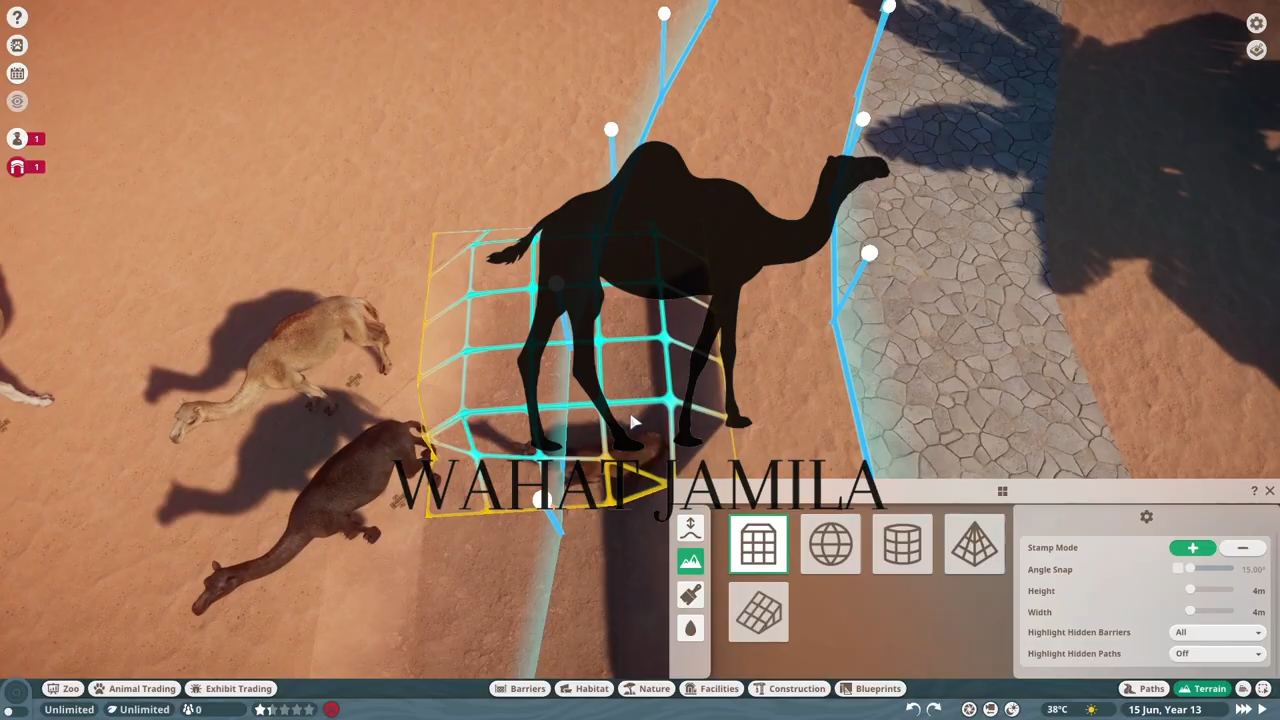 ?
1
1
WAHAT JAMILA
?
Stamp Mode
Angle Snap 15.00°
Height 4m
Width 4m
Highlight Hidden Barriers All
Highlight Hidden Paths Off
Zoo Animal Trading Exhibit Trading Barriers Habitat Nature Facilities Construction Blueprints Paths Terrain
Unlimited Unlimited 0 38°C 15 Jun, Year 13